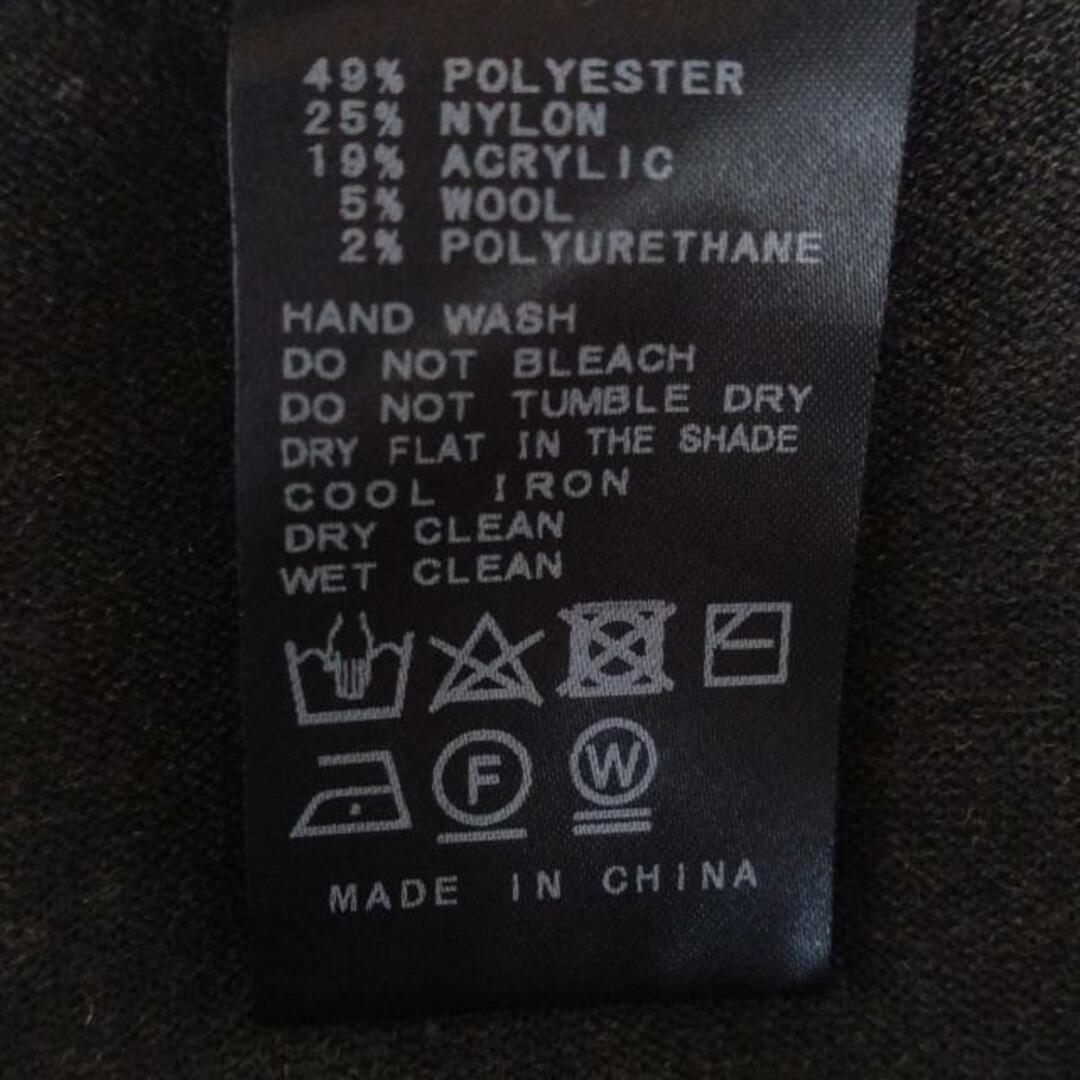 49% POLYESTER
25% NYLON
19% ACRYLIC
5% WOOL
2% POLYURETHANE
HAND WASH
DO NOT BLEACH
DO NOT TUMBLE DRY
DRY FLAT IN THE SHADE
COOL IRON
DRY CLEAN
WET CLEAN
F W
MADE IN CHINA